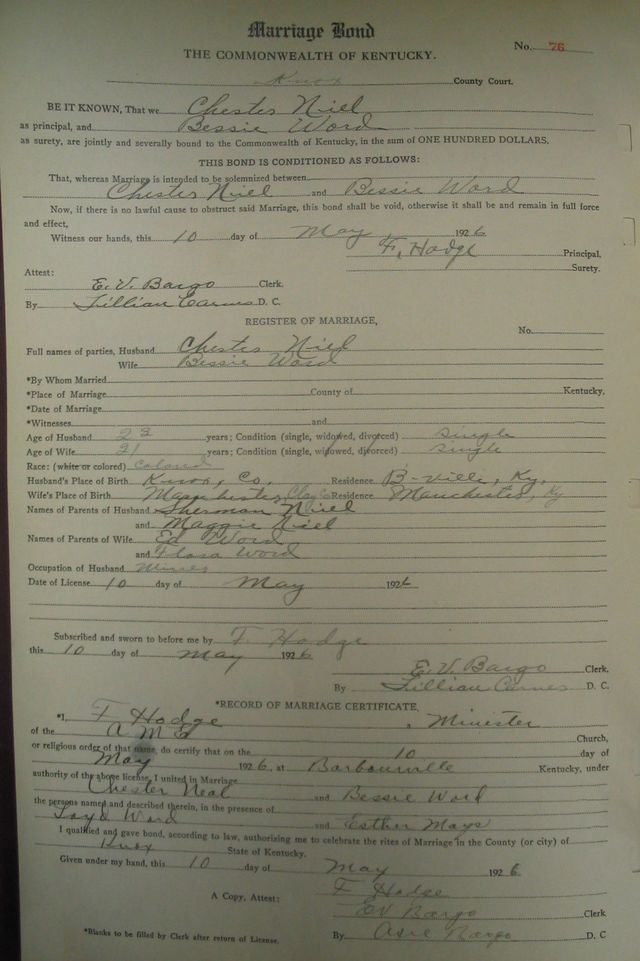 Marriage Bond
THE COMMONWEALTH OF KENTUCKY.
No. 76
Knox County Court.
BE IT KNOWN, That we Chester Niel
as principal, and Bessie Word
as surety, are jointly and severally bound to the Commonwealth of Kentucky, in the sum of ONE HUNDRED DOLLARS,
THIS BOND IS CONDITIONED AS FOLLOWS:
That, whereas Marriage is intended to be solemnized between
Chester Niel and Bessie Word
Now, if there is no lawful cause to obstruct said Marriage, this bond shall be void, otherwise it shall be and remain in full force
and effect,
Witness our hands, this 10 day of May 1926
F. Hodge Principal,
Surety.
Attest:
E. V. Bargo Clerk.
By Lillian Carnes D. C.
REGISTER OF MARRIAGE,
No.
Full names of parties, Husband Chester Niel
Wife Bessie Word
*By Whom Married
*Place of Marriage County of Kentucky,
*Date of Marriage
*Witnesses and
Age of Husband 23 years; Condition (single, widowed, divorced) single
Age of Wife 21 years; Condition (single, widowed, divorced) single
Race: (white or colored) Colored
Husband's Place of Birth Knox, Co. Residence B-ville, Ky.
Wife's Place of Birth Manchester, Clay Residence Manchester, Ky
Names of Parents of Husband Sherman Niel
and Maggie Niel
Names of Parents of Wife Ed Word
and Flora Word
Occupation of Husband Miner
Date of License 10 day of May 1926
Subscribed and sworn to before me by F. Hodge
this 10 day of May 1926
E. V. Bargo Clerk,
By Lillian Carnes D. C.
*RECORD OF MARRIAGE CERTIFICATE,
*I, F Hodge, Minister
of the A M E Church,
or religious order of that name, do certify that on the 10 day of
May 1926, at Barbourville Kentucky, under
authority of the above license, I united in Marriage
Chester Neal and Bessie Word
the persons named and described therein, in the presence of
Loyd Word and Esther Mays
I qualified and gave bond, according to law, authorizing me to celebrate the rites of Marriage in the County (or city) of
Knox State of Kentucky.
Given under my hand, this 10 day of May 1926
F Hodge
A Copy, Attest: EV Bargo Clerk
*Blanks to be filled by Clerk after return of License. By Bargo D. C